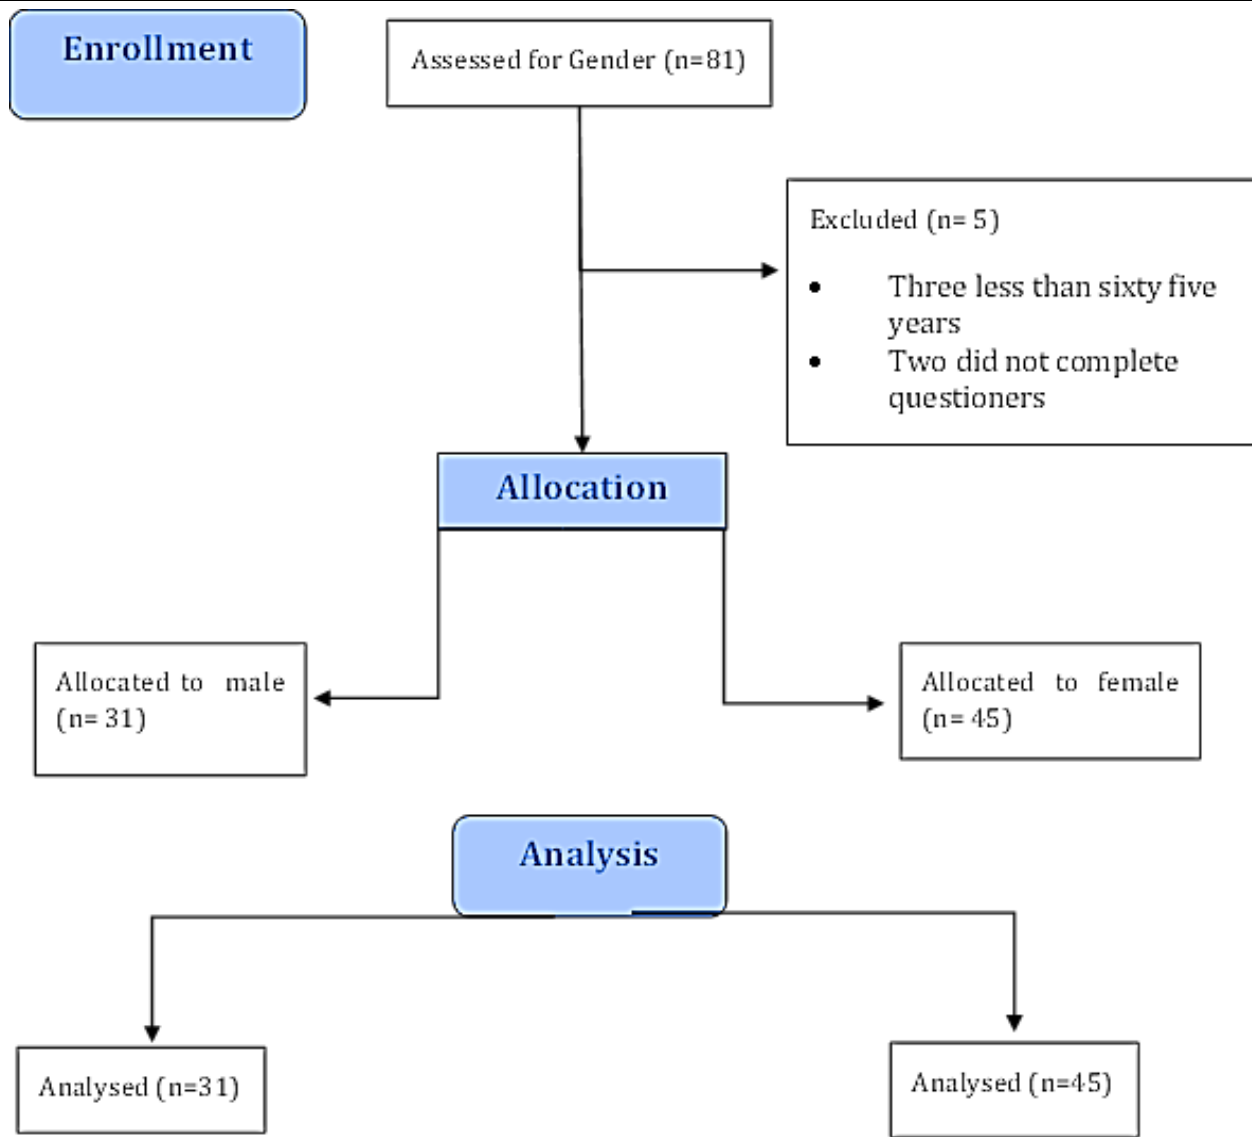 Enrollment
Assessed for Gender (n=81)
Excluded (n= 5)
• Three less than sixty five
years
• Two did not complete
questioners
Allocation
Allocated to male
(n= 31)
Allocated to female
(n= 45)
Analysis
Analysed (n=31)
Analysed (n=45)